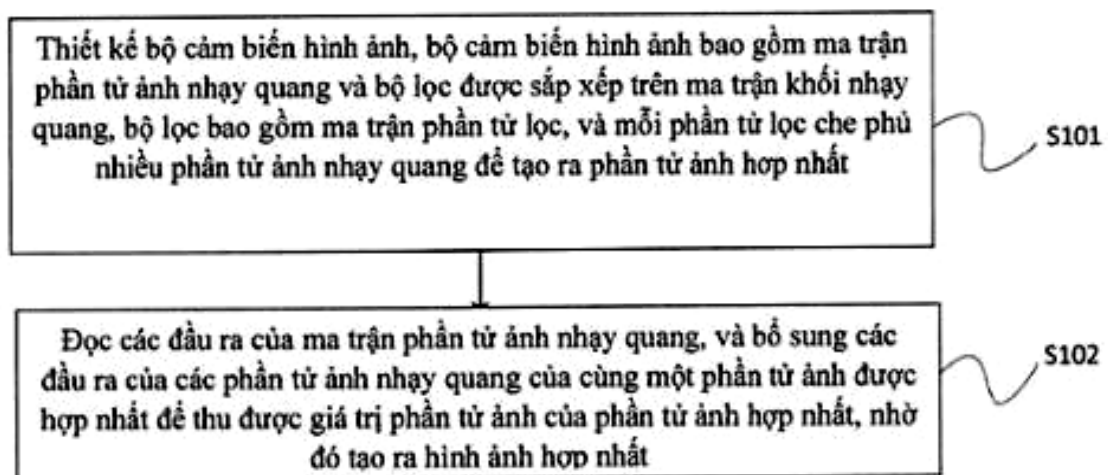 Thiết kế bộ cảm biến hình ảnh, bộ cảm biến hình ảnh bao gồm ma trận
phần tử ảnh nhạy quang và bộ lọc được sắp xếp trên ma trận khối nhạy
quang, bộ lọc bao gồm ma trận phần tử lọc, và mỗi phần tử lọc che phủ
nhiều phần tử ảnh nhạy quang để tạo ra phần tử ảnh hợp nhất
S101
Đọc các đầu ra của ma trận phần tử ảnh nhạy quang, và bổ sung các
đầu ra của các phần tử ảnh nhạy quang của cùng một phần tử ảnh được
hợp nhất để thu được giá trị phần tử ảnh của phần tử ảnh hợp nhất, nhờ
đó tạo ra hình ảnh hợp nhất
S102